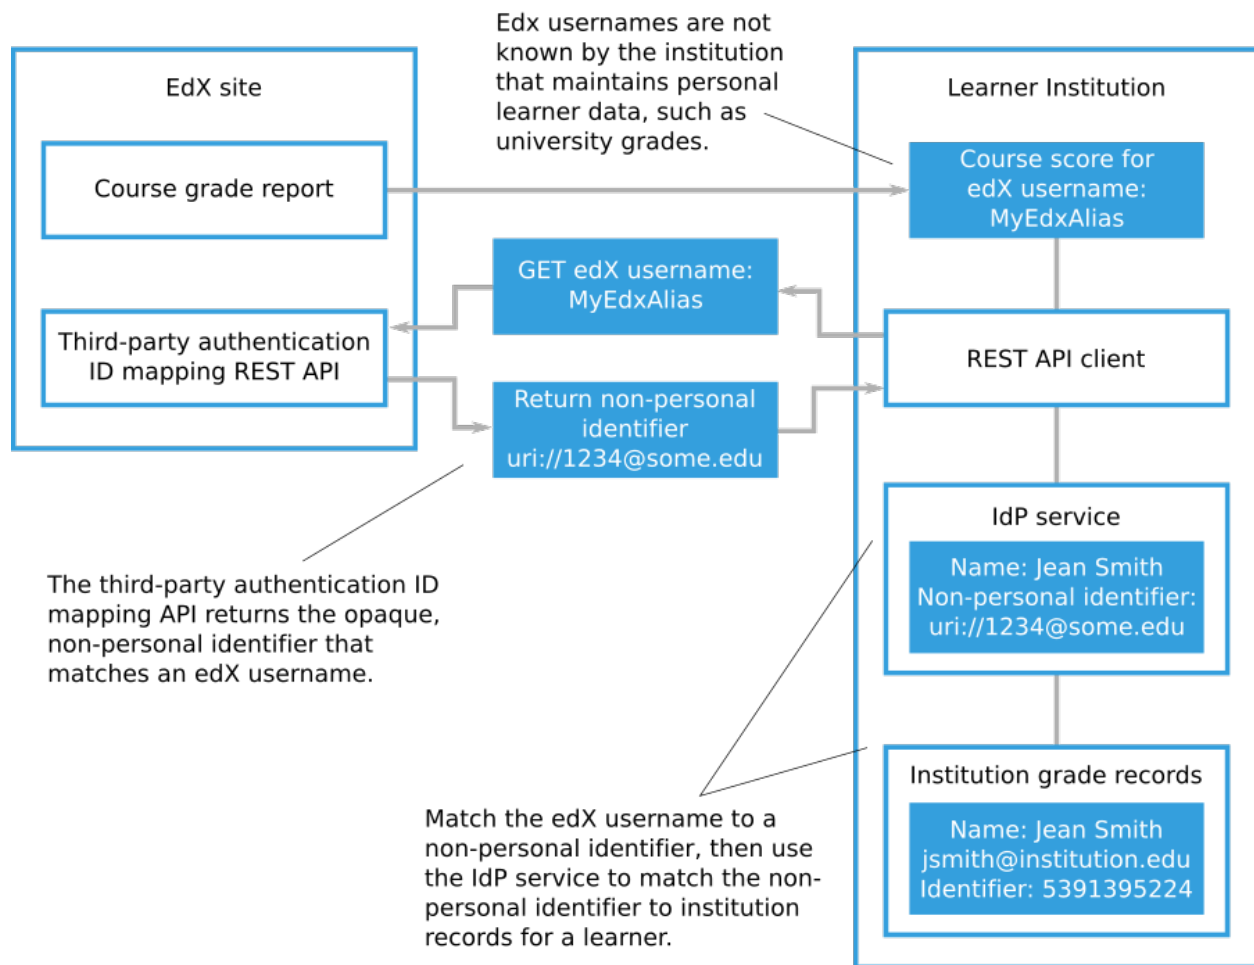 Edx usernames are not
known by the institution
that maintains personal
learner data, such as
university grades.
EdX site
Course grade report
Third-party authentication
ID mapping REST API
GET edX username:
MyEdxAlias
Return non-personal
identifier
uri://1234@some.edu
Learner Institution
Course score for
edX username:
MyEdxAlias
REST API client
IdP service
Name: Jean Smith
Non-personal identifier:
uri://1234@some.edu
Institution grade records
Name: Jean Smith
jsmith@institution.edu
Identifier: 5391395224
The third-party authentication ID
mapping API returns the opaque,
non-personal identifier that
matches an edX username.
Match the edX username to a
non-personal identifier, then use
the IdP service to match the non-
personal identifier to institution
records for a learner.